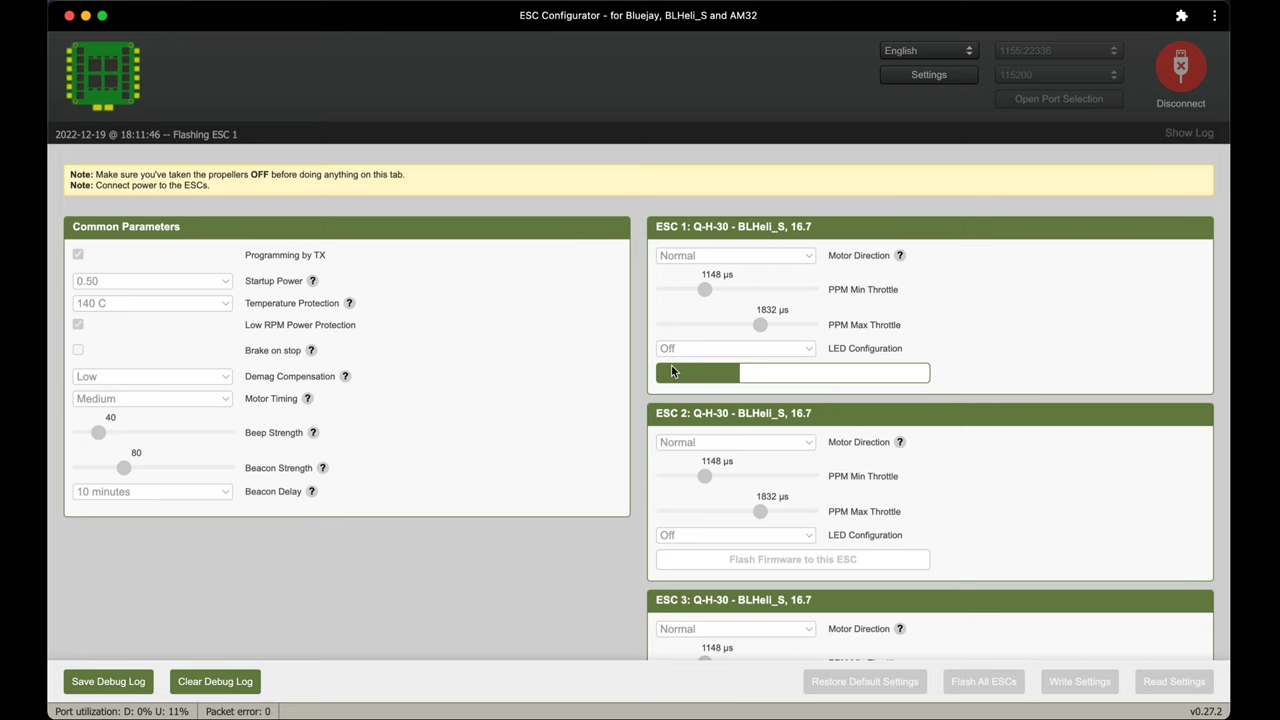 ESC Configurator - for Bluejay, BLHeli_S and AM32
English
1155:22336
Settings
115200
Open Port Selection
Disconnect
2022-12-19 @ 18:11:46 -- Flashing ESC 1
Show Log
Note: Make sure you've taken the propellers OFF before doing anything on this tab.
Note: Connect power to the ESCs.
Common Parameters
Programming by TX
0.50
Startup Power ?
140 C
Temperature Protection ?
Low RPM Power Protection
Brake on stop ?
Low
Demag Compensation ?
Medium
Motor Timing ?
40
Beep Strength ?
80
Beacon Strength ?
10 minutes
Beacon Delay ?
ESC 1: Q-H-30 - BLHeli_S, 16.7
Normal
Motor Direction ?
1148 µs
PPM Min Throttle
1832 µs
PPM Max Throttle
Off
LED Configuration
ESC 2: Q-H-30 - BLHeli_S, 16.7
Normal
Motor Direction ?
1148 µs
PPM Min Throttle
1832 µs
PPM Max Throttle
Off
LED Configuration
Flash Firmware to this ESC
ESC 3: Q-H-30 - BLHeli_S, 16.7
Normal
Motor Direction ?
1148 µs
Save Debug Log
Clear Debug Log
Restore Default Settings
Flash All ESCs
Write Settings
Read Settings
Port utilization: D: 0% U: 11%
Packet error: 0
v0.27.2